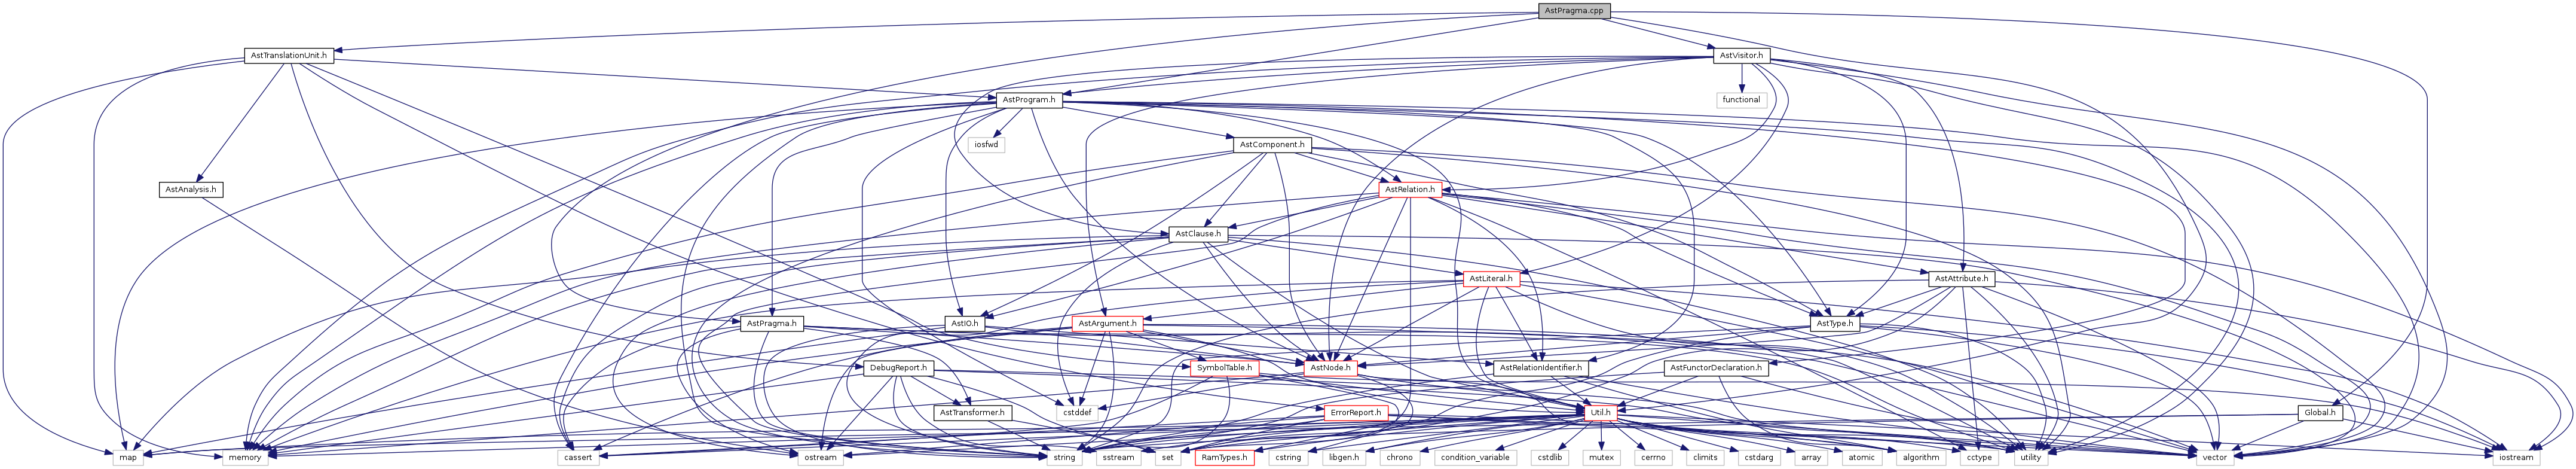 AstPragma.cpp
AstTranslationUnit.h
AstVisitor.h
AstProgram.h
functional
iosfwd
AstComponent.h
AstAnalysis.h
AstRelation.h
AstClause.h
AstLiteral.h
AstAttribute.h
AstPragma.h
AstIO.h
AstArgument.h
AstType.h
DebugReport.h
SymbolTable.h
AstNode.h
AstRelationIdentifier.h
AstFunctorDeclaration.h
AstTransformer.h
cstddef
ErrorReport.h
Util.h
Global.h
map
memory
cassert
ostream
string
sstream
set
RamTypes.h
cstring
libgen.h
chrono
condition_variable
cstdlib
mutex
cerrno
climits
cstdarg
array
atomic
algorithm
cctype
utility
vector
iostream